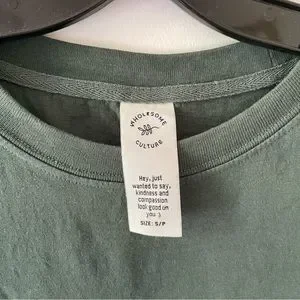 WHOLESOME
CULTURE
Hey, just
wanted to say,
kindness and
compassion
look good on
you :)
SIZE: S/P